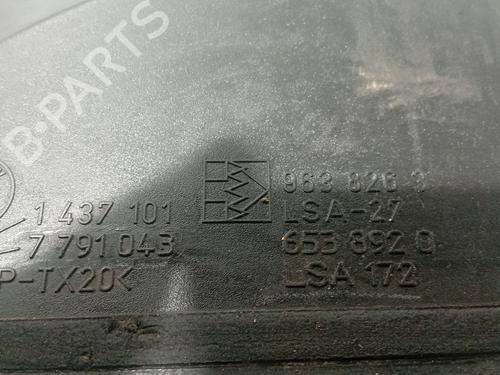 B-PARTS
1 437 101
7 791 043
P-TX20<
963 826 3
LSA-27
653 892 0
LSA 172